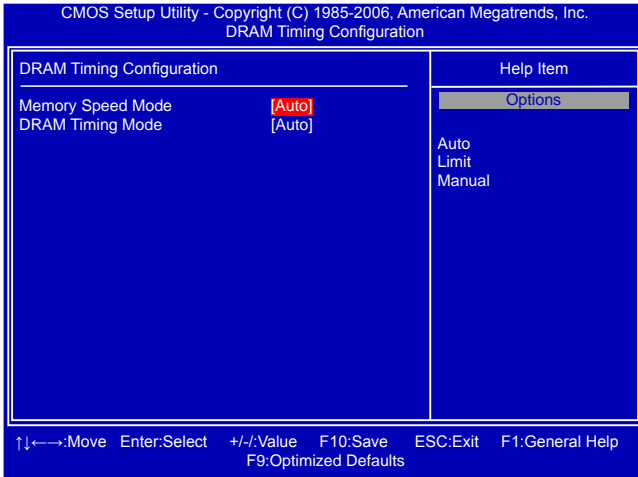 CMOS Setup Utility - Copyright (C) 1985-2006, American Megatrends, Inc.
DRAM Timing Configuration
DRAM Timing Configuration
Memory Speed Mode [Auto]
DRAM Timing Mode [Auto]
Help Item
Options
Auto
Limit
Manual
↑↓←→:Move Enter:Select +/-/:Value F10:Save ESC:Exit F1:General Help
F9:Optimized Defaults